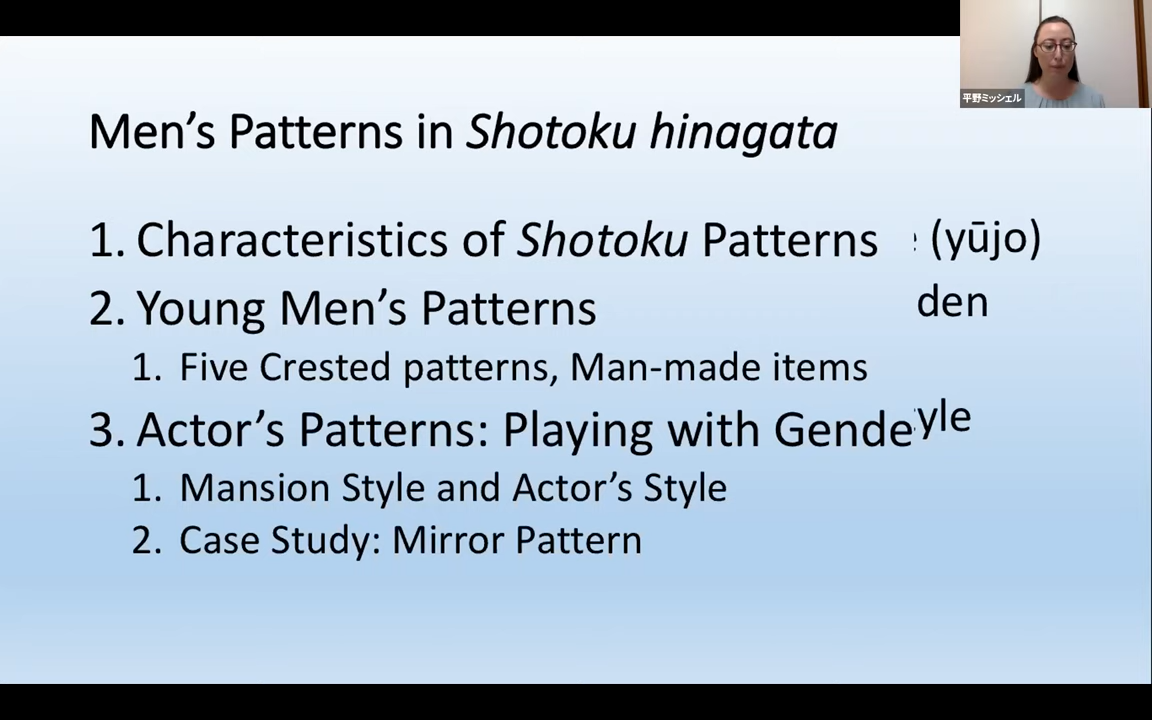 平野ミッシェル
Men's Patterns in Shotoku hinagata
1. Characteristics of Shotoku Patterns (yūjo)
2. Young Men's Patterns den
1. Five Crested patterns, Man-made items
3. Actor's Patterns: Playing with Gende yle
1. Mansion Style and Actor's Style
2. Case Study: Mirror Pattern